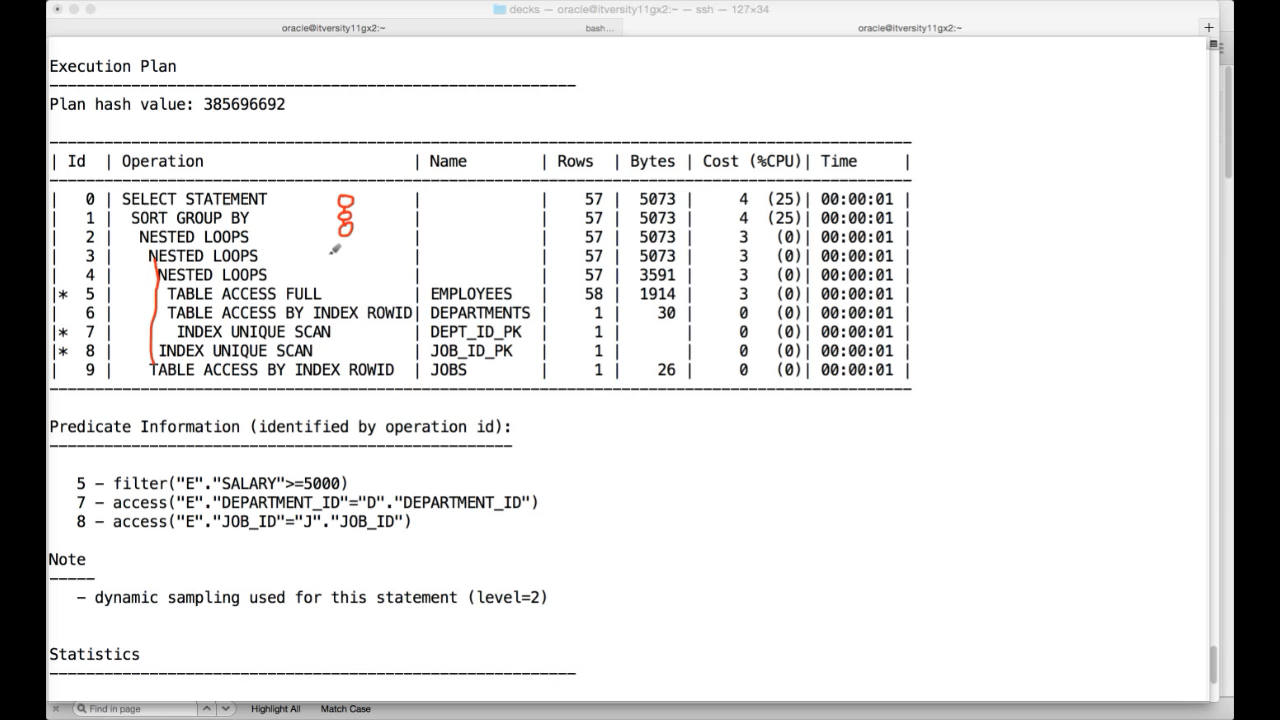 decks — oracle@itversity11gx2:~ — ssh — 127×34
oracle@itversity11gx2:~ bash... oracle@itversity11gx2:~ +
Execution Plan
----------------------------------------------------------
Plan hash value: 385696692
-----------------------------------------------------------------------------------------------
| Id | Operation | Name | Rows | Bytes | Cost (%CPU)| Time |
-----------------------------------------------------------------------------------------------
| 0 | SELECT STATEMENT | | 57 | 5073 | 4 (25)| 00:00:01 |
| 1 | SORT GROUP BY | | 57 | 5073 | 4 (25)| 00:00:01 |
| 2 | NESTED LOOPS | | 57 | 5073 | 3 (0)| 00:00:01 |
| 3 | NESTED LOOPS | | 57 | 5073 | 3 (0)| 00:00:01 |
| 4 | NESTED LOOPS | | 57 | 3591 | 3 (0)| 00:00:01 |
|* 5 | TABLE ACCESS FULL | EMPLOYEES | 58 | 1914 | 3 (0)| 00:00:01 |
| 6 | TABLE ACCESS BY INDEX ROWID| DEPARTMENTS | 1 | 30 | 0 (0)| 00:00:01 |
|* 7 | INDEX UNIQUE SCAN | DEPT_ID_PK | 1 | | 0 (0)| 00:00:01 |
|* 8 | INDEX UNIQUE SCAN | JOB_ID_PK | 1 | | 0 (0)| 00:00:01 |
| 9 | TABLE ACCESS BY INDEX ROWID | JOBS | 1 | 26 | 0 (0)| 00:00:01 |
-----------------------------------------------------------------------------------------------
Predicate Information (identified by operation id):
---------------------------------------------------
5 - filter("E"."SALARY">=5000)
7 - access("E"."DEPARTMENT_ID"="D"."DEPARTMENT_ID")
8 - access("E"."JOB_ID"="J"."JOB_ID")
Note
-----
- dynamic sampling used for this statement (level=2)
Statistics
----------------------------------------------------------
Find in page Highlight All Match Case